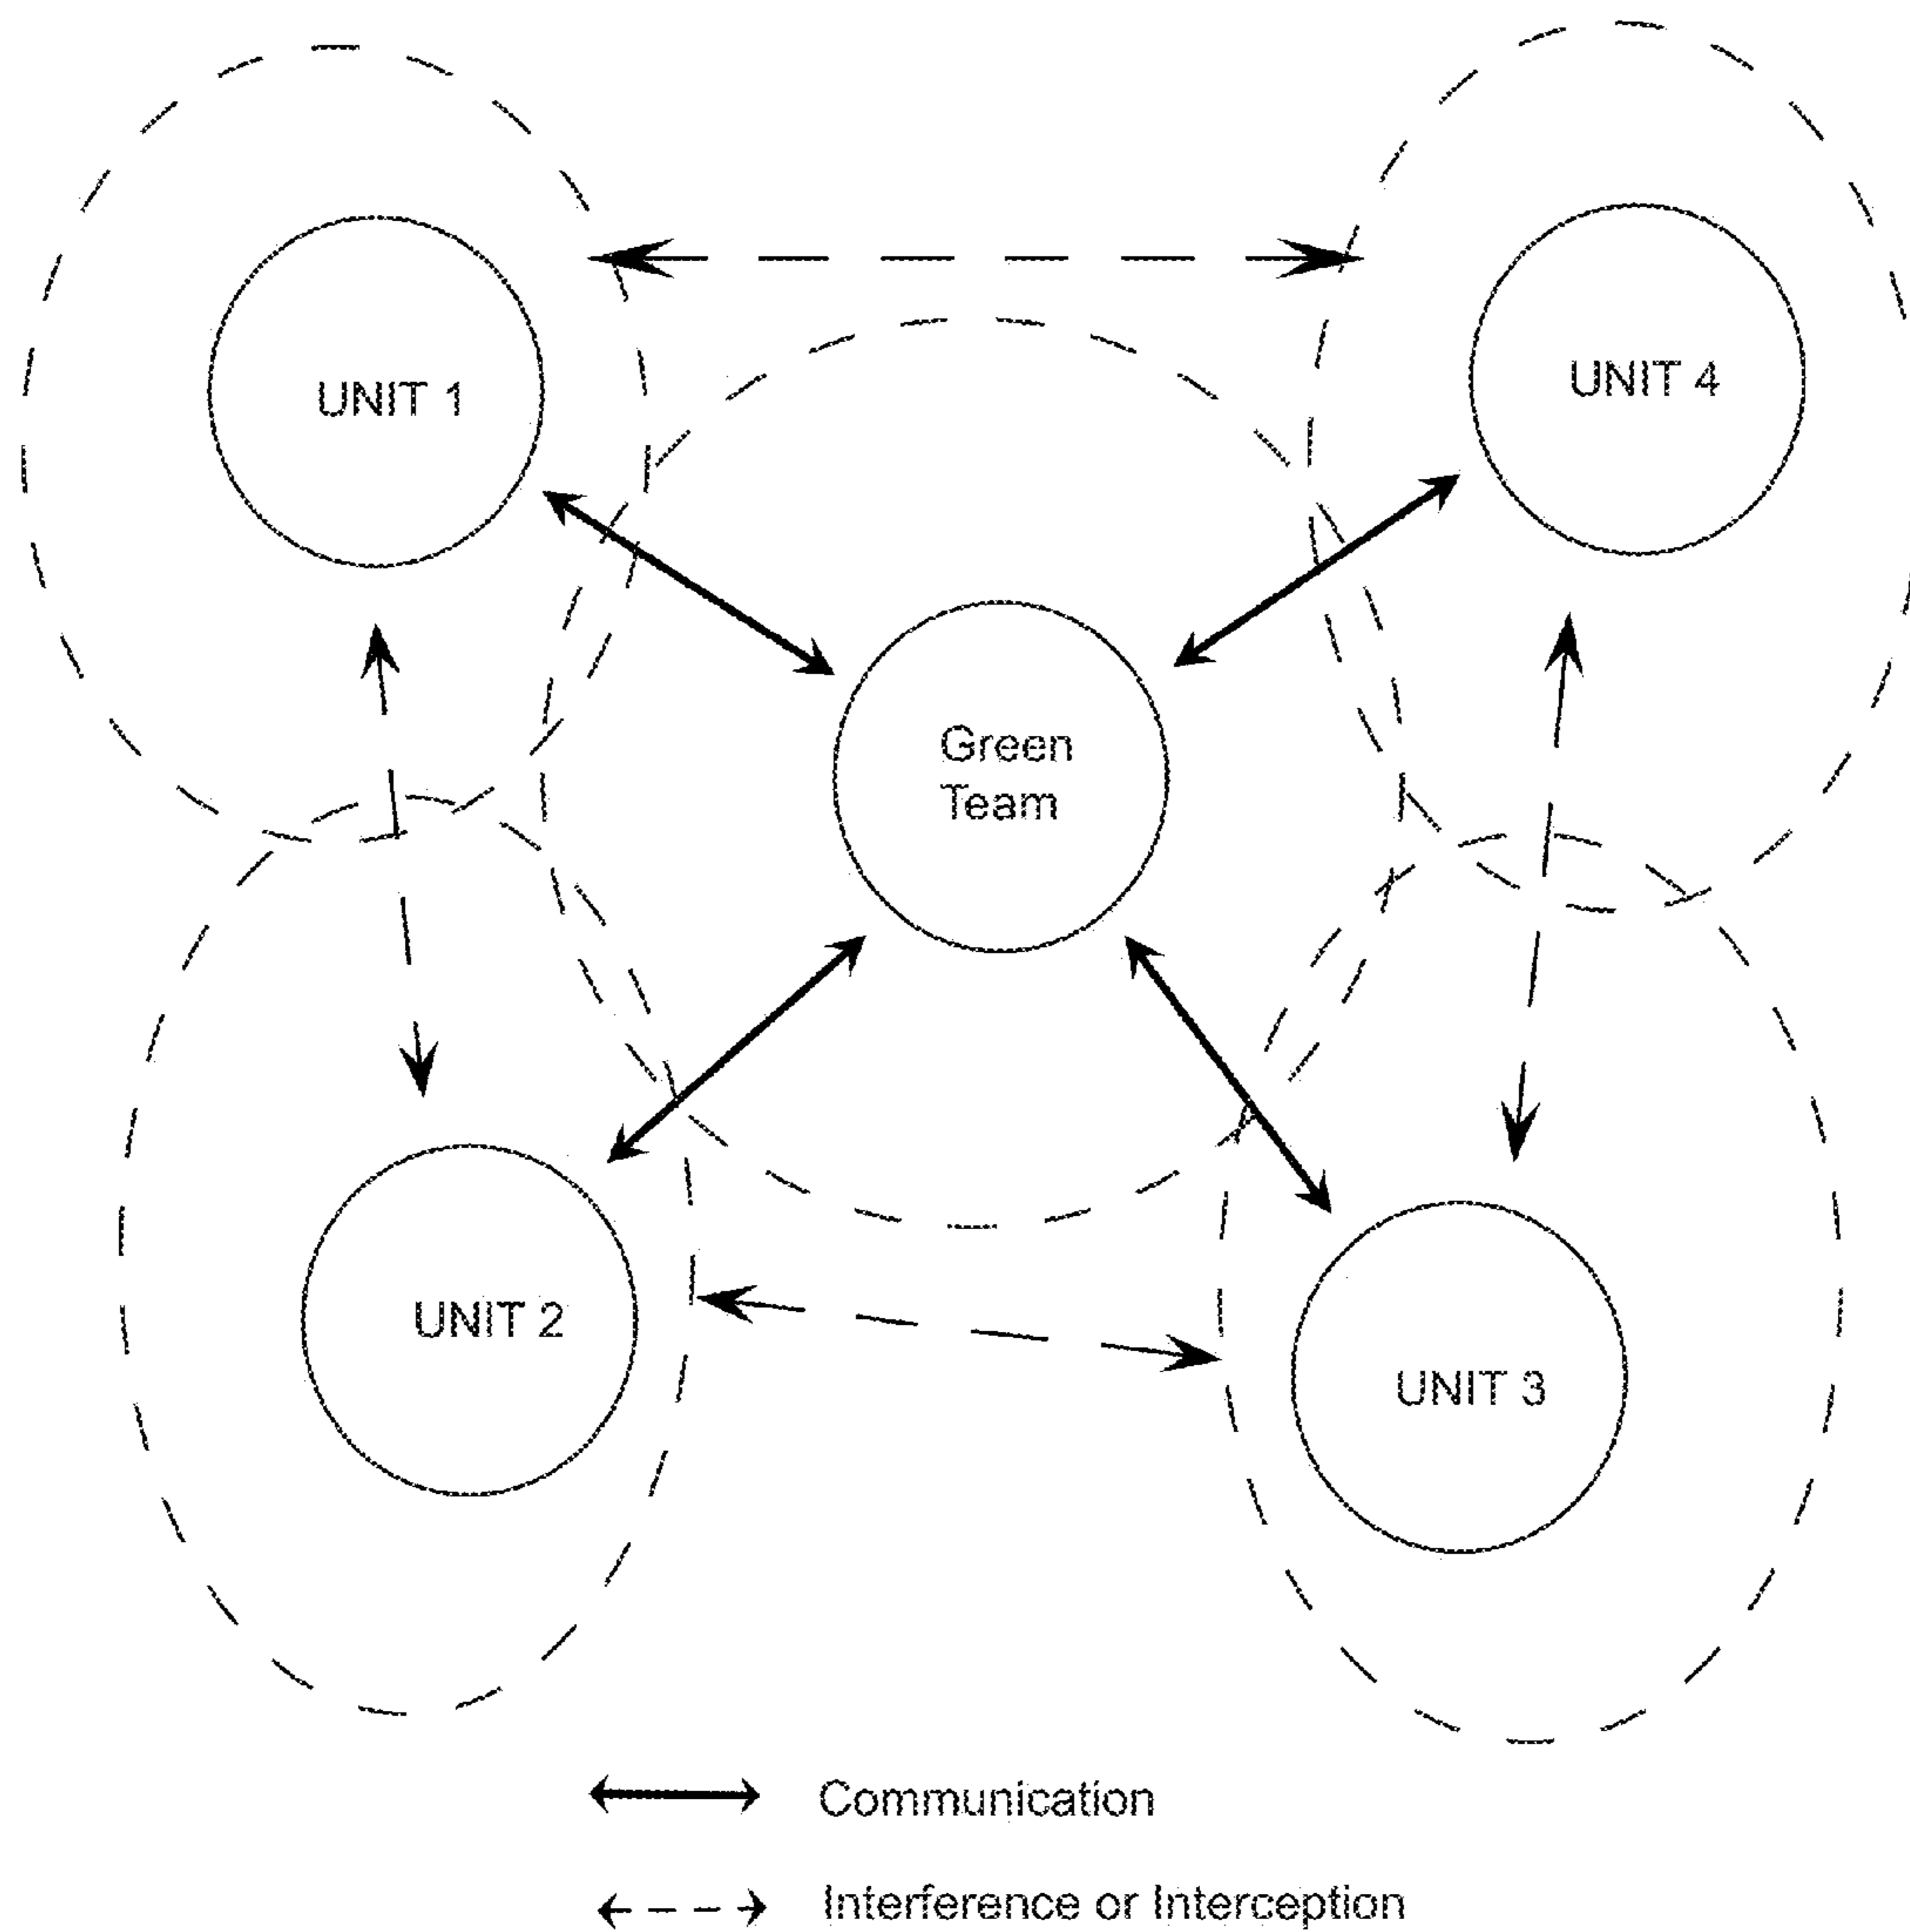 UNIT 1
UNIT 4
Green
Team
UNIT 2
UNIT 3
Communication
Interference or Interception